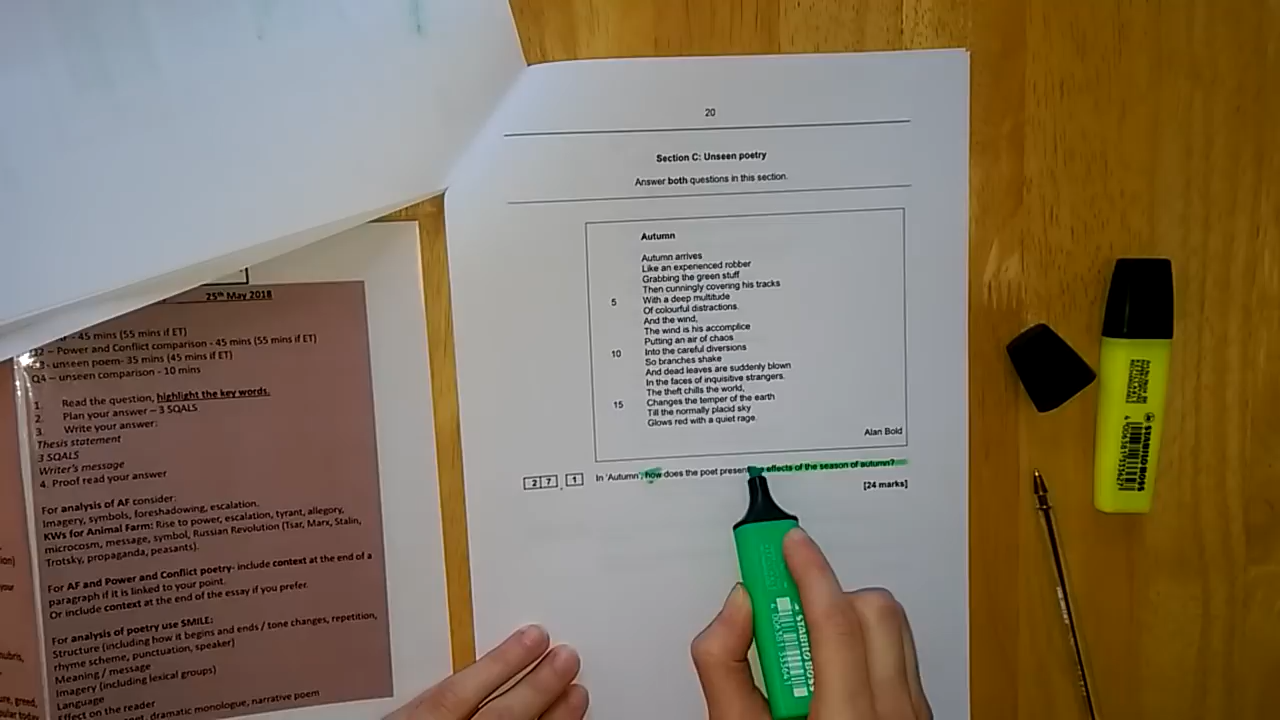 25th May 2018
- 45 mins (55 mins if ET)
– Power and Conflict comparison - 45 mins (55 mins if ET)
- unseen poem- 35 mins (45 mins if ET)
Q4 – unseen comparison - 10 mins
1. Read the question, highlight the key words.
2. Plan your answer – 3 SQALS
3. Write your answer:
Thesis statement
3 SQALS
Writer's message
4. Proof read your answer
For analysis of AF consider:
Imagery, symbols, foreshadowing, escalation.
KWs for Animal Farm: Rise to power, escalation, tyrant, allegory,
microcosm, message, symbol, Russian Revolution (Tsar, Marx, Stalin,
Trotsky, propaganda, peasants).
For AF and Power and Conflict poetry- include context at the end of a
paragraph if it is linked to your point.
Or include context at the end of the essay if you prefer.
For analysis of poetry use SMILE:
Structure (including how it begins and ends / tone changes, repetition,
rhyme scheme, punctuation, speaker)
Meaning / message
Imagery (including lexical groups)
Language
Effect on the reader
dramatic monologue, narrative poem
20
Section C: Unseen poetry
Answer both questions in this section.
Autumn
Autumn arrives
Like an experienced robber
Grabbing the green stuff
Then cunningly covering his tracks
5 With a deep multitude
Of colourful distractions.
And the wind,
The wind is his accomplice
Putting an air of chaos
10 Into the careful diversions
So branches shake
And dead leaves are suddenly blown
In the faces of inquisitive strangers.
The theft chills the world,
15 Changes the temper of the earth
Till the normally placid sky
Glows red with a quiet rage.
Alan Bold
2 7 . 1 In 'Autumn', how does the poet present effects of the season of autumn?
[24 marks]
STABILO BOSS
STABILO BOSS